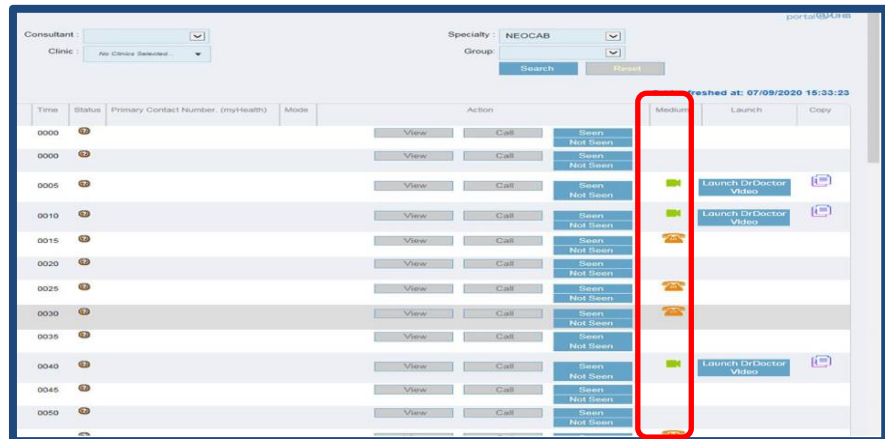 portal@UHB
Consultant :
Specialty : NEOCAB
Clinic : No Clinics Selected...
Group:
Search Reset
reshed at: 07/09/2020 15:33:23
Time Status Primary Contact Number. (myHealth) Mode Action Medium Launch Copy
0000 View Call Seen
Not Seen
0000 View Call Seen
Not Seen
0005 View Call Seen Launch DrDoctor
Not Seen Video
0010 View Call Seen Launch DrDoctor
Not Seen Video
0015 View Call Seen
Not Seen
0020 View Call Seen
Not Seen
0025 View Call Seen
Not Seen
0030 View Call Seen
Not Seen
0035 View Call Seen
Not Seen
0040 View Call Seen Launch DrDoctor
Not Seen Video
0045 View Call Seen
Not Seen
0050 View Call Seen
Not Seen